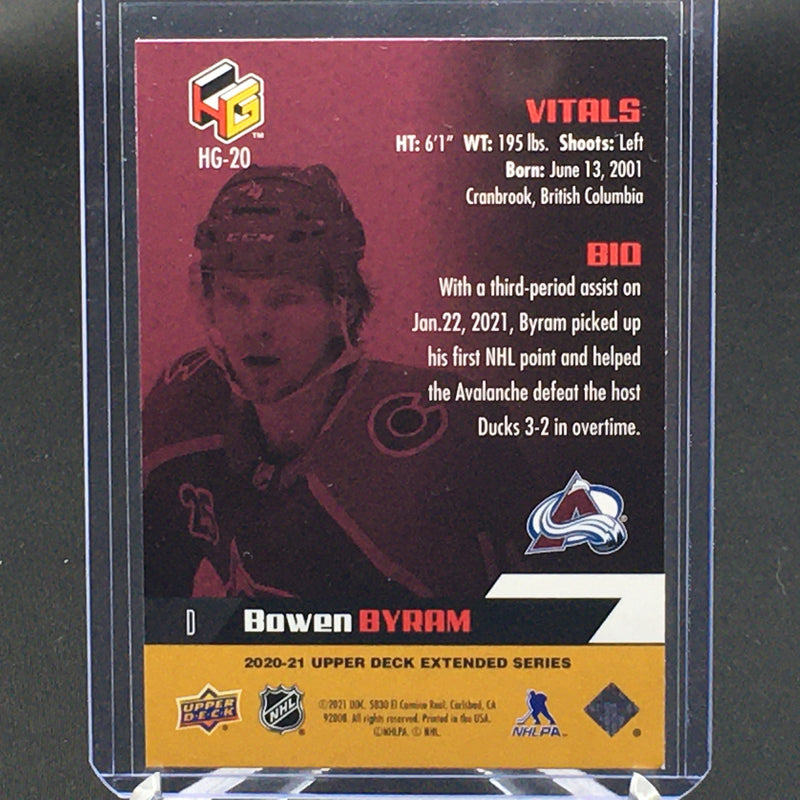 HG™
HG-20
VITALS
HT: 6'1" WT: 195 lbs. Shoots: Left
Born: June 13, 2001
Cranbrook, British Columbia
BIO
With a third-period assist on
Jan.22, 2021, Byram picked up
his first NHL point and helped
the Avalanche defeat the host
Ducks 3-2 in overtime.
CCM
C
A
D Bowen BYRAM
2020-21 UPPER DECK EXTENDED SERIES
UPPER DECK
NHL
©2021 UDC. 5830 El Camino Real, Carlsbad, CA
92008. All rights reserved. Printed in the USA.
©NHLPA. © NHL.
NHLPA™